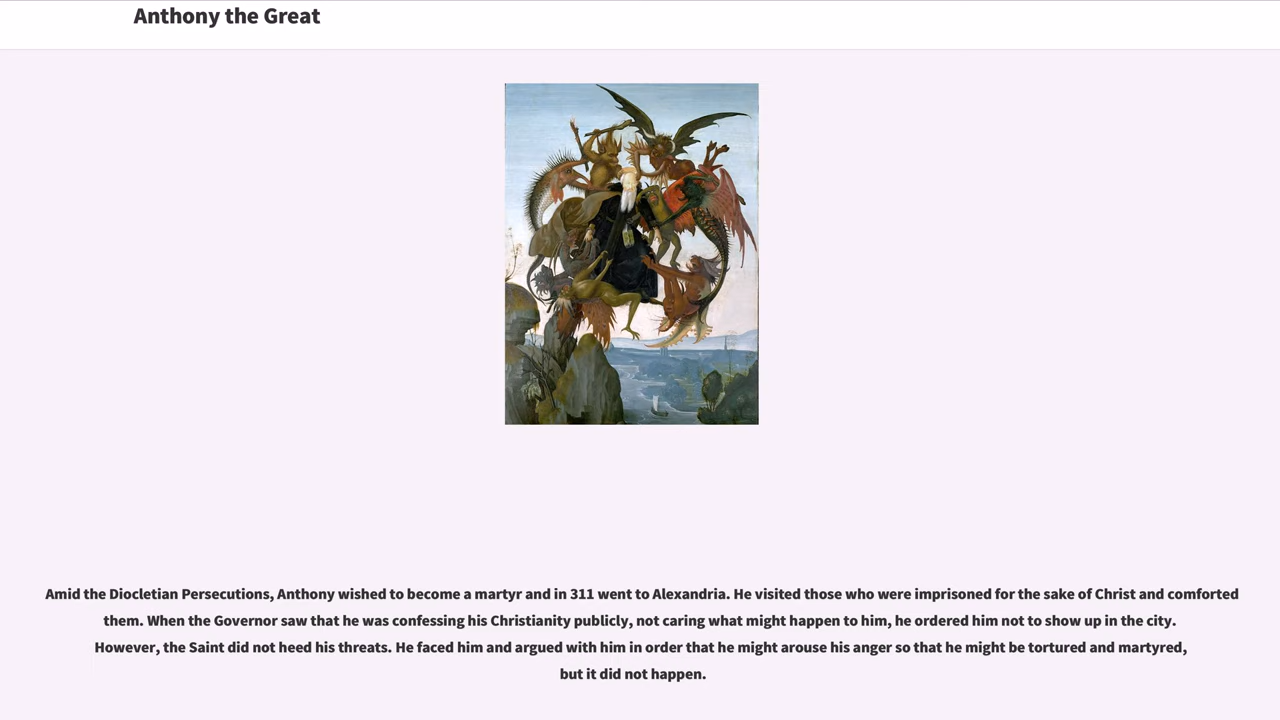 Anthony the Great
Amid the Diocletian Persecutions, Anthony wished to become a martyr and in 311 went to Alexandria. He visited those who were imprisoned for the sake of Christ and comforted
them. When the Governor saw that he was confessing his Christianity publicly, not caring what might happen to him, he ordered him not to show up in the city.
However, the Saint did not heed his threats. He faced him and argued with him in order that he might arouse his anger so that he might be tortured and martyred,
but it did not happen.